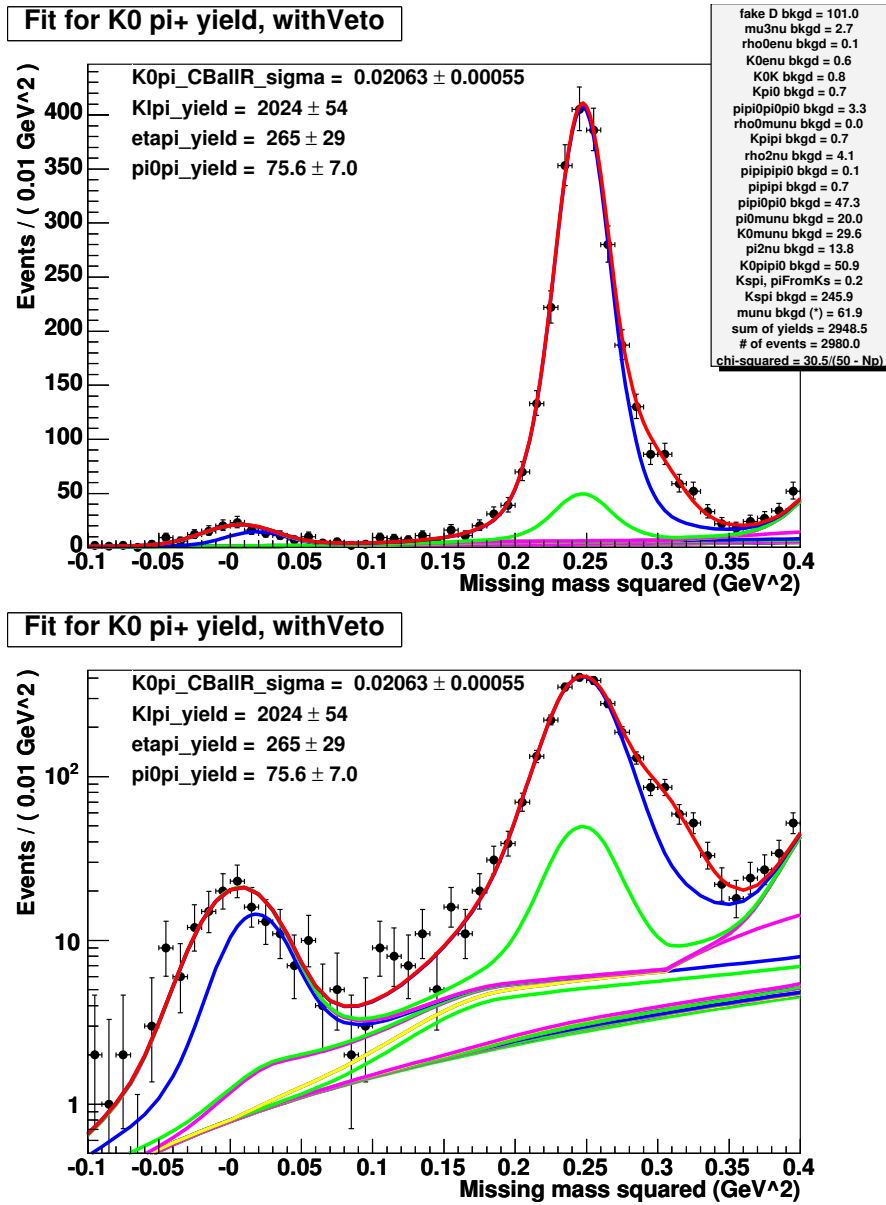 Fit for K0 pi+ yield, withVeto
fake D bkgd = 101.0
mu3nu bkgd = 2.7
rho0enu bkgd = 0.1
K0enu bkgd = 0.6
K0K bkgd = 0.8
Kpi0 bkgd = 0.7
pipi0pi0pi0 bkgd = 3.3
rho0munu bkgd = 0.0
Kpipi bkgd = 0.7
rho2nu bkgd = 4.1
pipipipi0 bkgd = 0.1
pipipi bkgd = 0.7
pipi0pi0 bkgd = 47.3
pi0munu bkgd = 20.0
K0munu bkgd = 29.6
pi2nu bkgd = 13.8
K0pipi0 bkgd = 50.9
Kspi, piFromKs = 0.2
Kspi bkgd = 245.9
munu bkgd (*) = 61.9
sum of yields = 2948.5
# of events = 2980.0
chi-squared = 30.5/(50 - Np)
K0pi_CBallR_sigma = 0.02063 ± 0.00055
Klpi_yield = 2024 ± 54
etapi_yield = 265 ± 29
pi0pi_yield = 75.6 ± 7.0
Events / ( 0.01 GeV^2 )
400
350
300
250
200
150
100
50
0
-0.1 -0.05 -0 0.05 0.1 0.15 0.2 0.25 0.3 0.35 0.4
Missing mass squared (GeV^2)
Fit for K0 pi+ yield, withVeto
K0pi_CBallR_sigma = 0.02063 ± 0.00055
Klpi_yield = 2024 ± 54
etapi_yield = 265 ± 29
pi0pi_yield = 75.6 ± 7.0
Events / ( 0.01 GeV^2 )
10^2
10
1
-0.1 -0.05 -0 0.05 0.1 0.15 0.2 0.25 0.3 0.35 0.4
Missing mass squared (GeV^2)